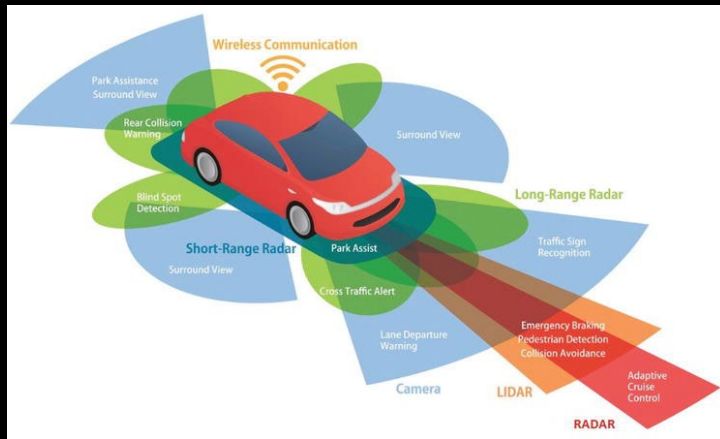 Wireless Communication
Park Assistance
Surround View
Rear Collision
Warning
Surround View
Blind Spot
Detection
Long-Range Radar
Short-Range Radar
Park Assist
Traffic Sign
Recognition
Surround View
Cross Traffic Alert
Lane Departure
Warning
Emergency Braking
Pedestrian Detection
Collision Avoidance
Adaptive
Cruise
Control
Camera
LIDAR
RADAR